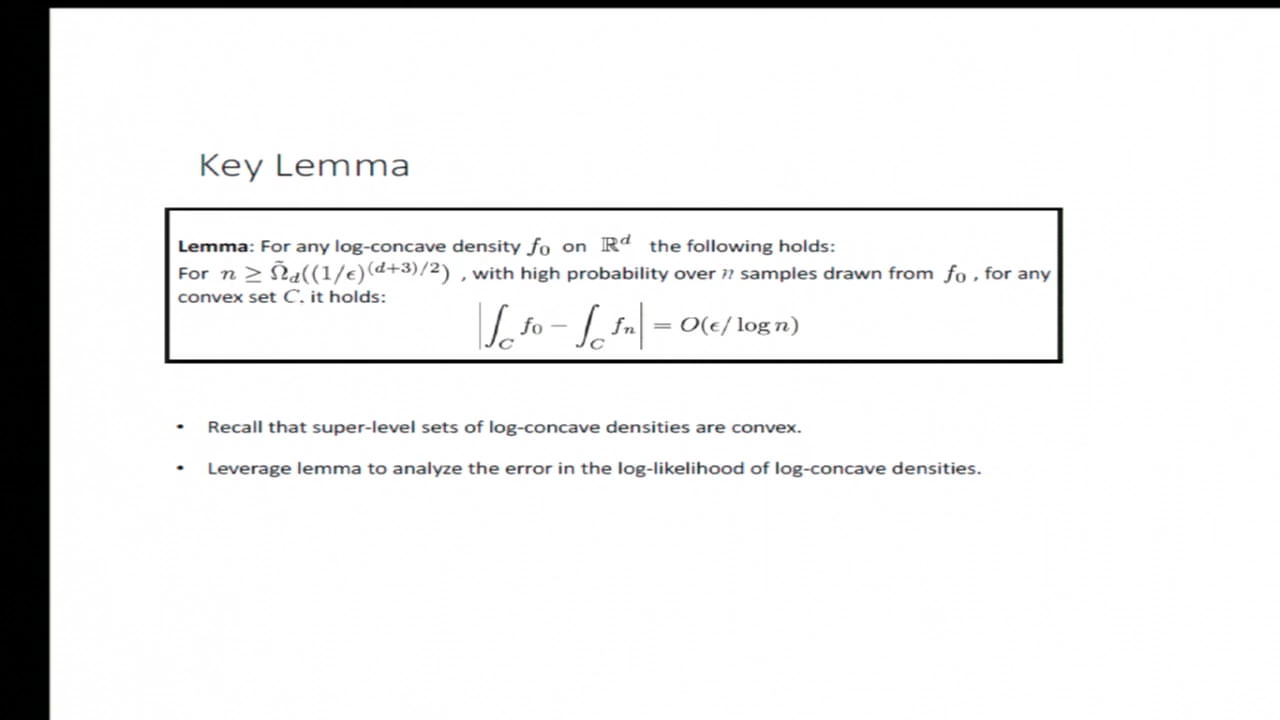 Key Lemma
Lemma: For any log-concave density f₀ on ℝᵈ the following holds:
For n ≥ Ω̃_d((1/ϵ)^{(d+3)/2}) , with high probability over n samples drawn from f₀ , for any
convex set C, it holds:
|∫_C f₀ − ∫_C fₙ| = O(ϵ/ log n)
• Recall that super-level sets of log-concave densities are convex.
• Leverage lemma to analyze the error in the log-likelihood of log-concave densities.